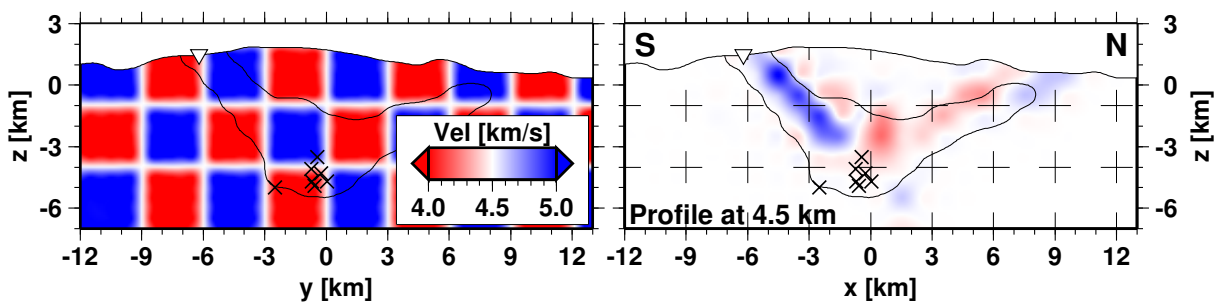 3
0
-3
-6
z [km]
-12 -9 -6 -3 0 3 6 9 12
y [km]
Vel [km/s]
4.0 4.5 5.0
S N
Profile at 4.5 km
-12 -9 -6 -3 0 3 6 9 12
x [km]
3
0
-3
-6
z [km]